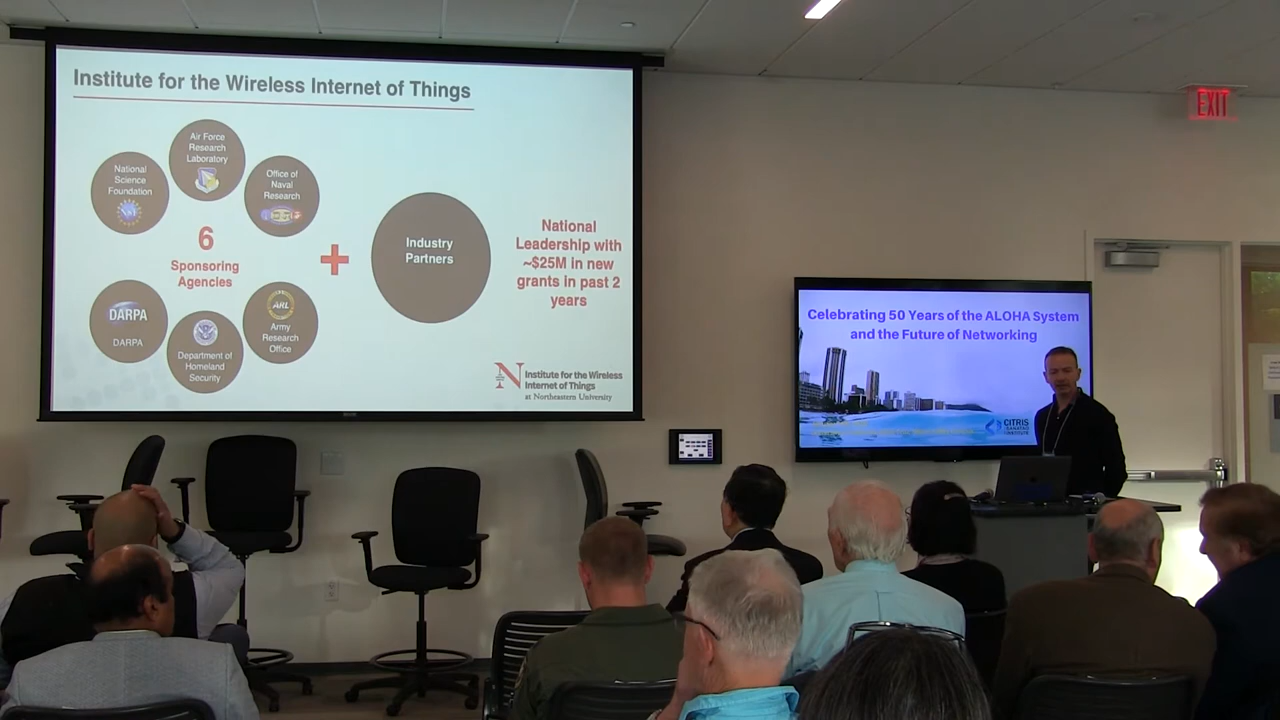 Institute for the Wireless Internet of Things
Air Force
Research
Laboratory
National
Science
Foundation
Office of
Naval
Research
6
Sponsoring
Agencies
DARPA
DARPA
Department of
Homeland
Security
ARL
Army
Research
Office
+
Industry
Partners
National
Leadership with
~$25M in new
grants in past 2
years
N
Institute for the Wireless
Internet of Things
at Northeastern University
EXIT
Celebrating 50 Years of the ALOHA System
and the Future of Networking
CITRIS
BANATAO
INSTITUTE